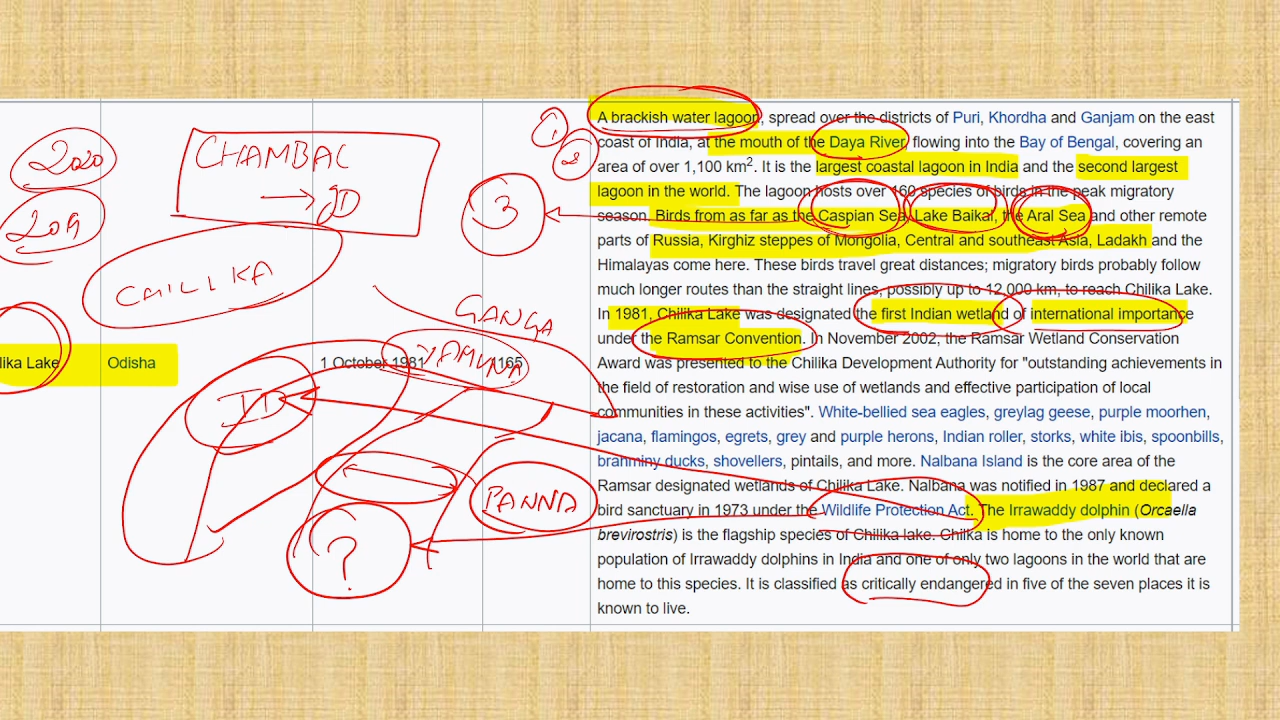 2020
2019
CHAMBAL
→ D
CHILLKA
lika Lake
Odisha
1 October 1981
1165
GANGA
YAMUNA
ID
PANNA
?
1
2
3
A brackish water lagoon, spread over the districts of Puri, Khordha and Ganjam on the east
coast of India, at the mouth of the Daya River, flowing into the Bay of Bengal, covering an
area of over 1,100 km². It is the largest coastal lagoon in India and the second largest
lagoon in the world. The lagoon hosts over 160 species of birds in the peak migratory
season. Birds from as far as the Caspian Sea, Lake Baikal, the Aral Sea and other remote
parts of Russia, Kirghiz steppes of Mongolia, Central and southeast Asia, Ladakh and the
Himalayas come here. These birds travel great distances; migratory birds probably follow
much longer routes than the straight lines, possibly up to 12,000 km, to reach Chilika Lake.
In 1981, Chilika Lake was designated the first Indian wetland of international importance
under the Ramsar Convention. In November 2002, the Ramsar Wetland Conservation
Award was presented to the Chilika Development Authority for "outstanding achievements in
the field of restoration and wise use of wetlands and effective participation of local
communities in these activities". White-bellied sea eagles, greylag geese, purple moorhen,
jacana, flamingos, egrets, grey and purple herons, Indian roller, storks, white ibis, spoonbills,
brahminy ducks, shovellers, pintails, and more. Nalbana Island is the core area of the
Ramsar designated wetlands of Chilika Lake. Nalbana was notified in 1987 and declared a
bird sanctuary in 1973 under the Wildlife Protection Act. The Irrawaddy dolphin (Orcaella
brevirostris) is the flagship species of Chilka lake. Chilka is home to the only known
population of Irrawaddy dolphins in India and one of only two lagoons in the world that are
home to this species. It is classified as critically endangered in five of the seven places it is
known to live.